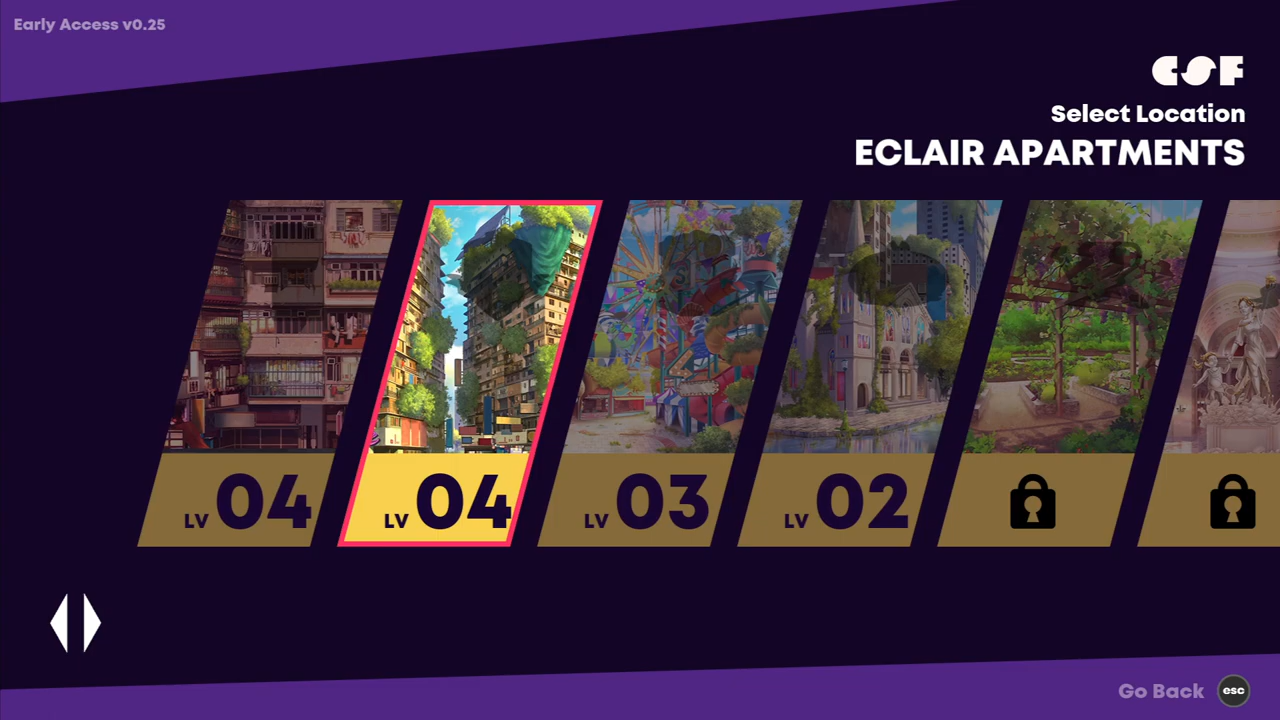 Early Access v0.25
CSF
Select Location
ECLAIR APARTMENTS
LV 04
LV 04
LV 03
LV 02
Go Back esc